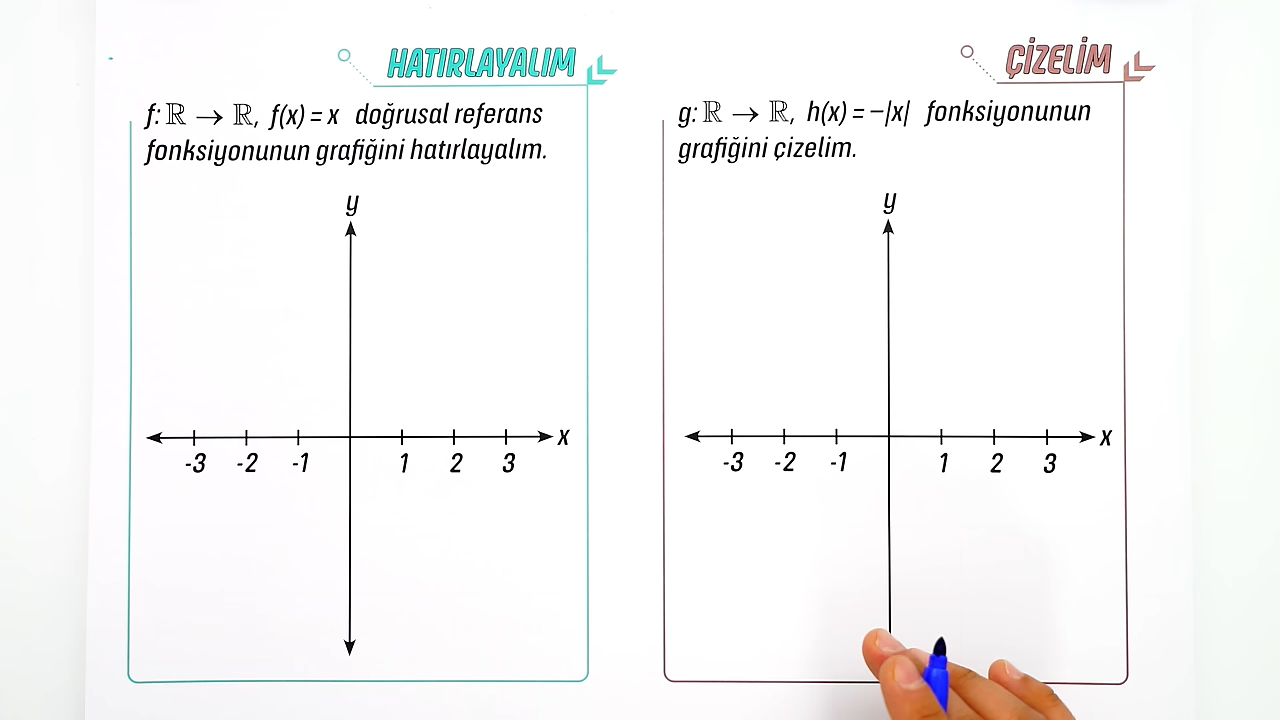 HATIRLAYALIM
f: ℝ → ℝ, f(x) = x doğrusal referans
fonksiyonunun grafiğini hatırlayalım.
y
x
-3 -2 -1 1 2 3
ÇİZELİM
g: ℝ → ℝ, h(x) = –|x| fonksiyonunun
grafiğini çizelim.
y
x
-3 -2 -1 1 2 3